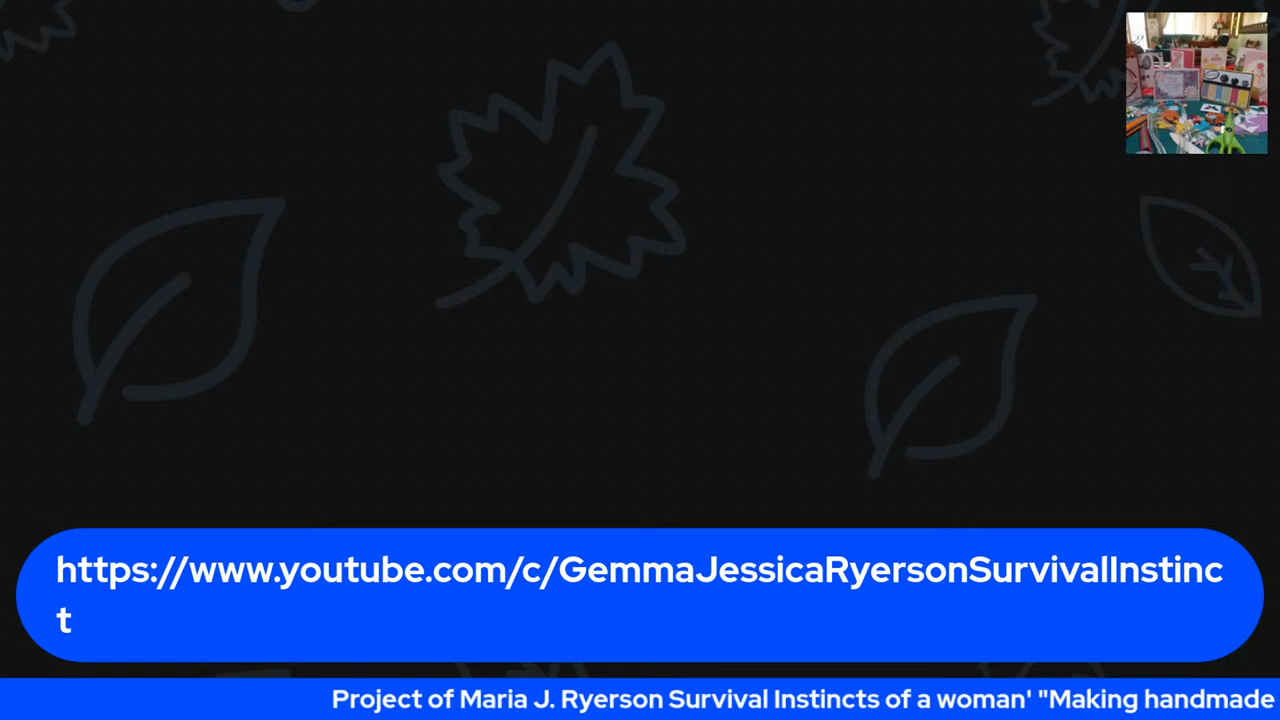 https://www.youtube.com/c/GemmaJessicaRyersonSurvivalInstinc
t
Project of Maria J. Ryerson Survival Instincts of a woman' "Making handmade